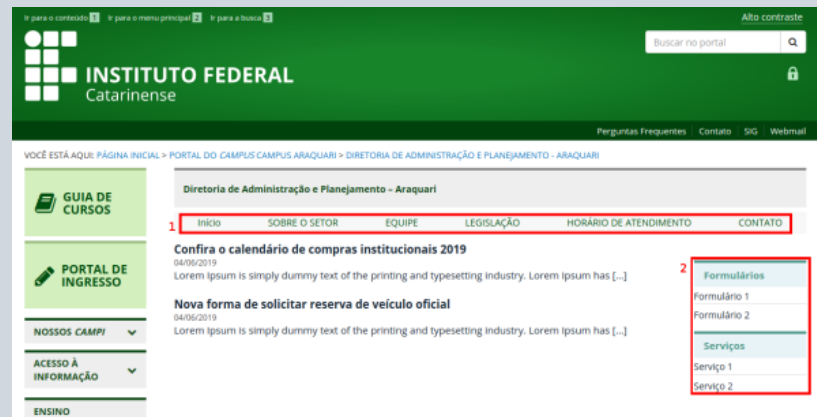 Ir para o conteúdo 1 Ir para o menu principal 2 Ir para a busca 3 Alto contraste
Buscar no portal
INSTITUTO FEDERAL
Catarinense
Perguntas Frequentes Contato SIG Webmail
VOCÊ ESTÁ AQUI: PÁGINA INICIAL > PORTAL DO CAMPUS CAMPUS ARAQUARI > DIRETORIA DE ADMINISTRAÇÃO E PLANEJAMENTO - ARAQUARI
GUIA DE
CURSOS
PORTAL DE
INGRESSO
NOSSOS CAMPI
ACESSO À
INFORMAÇÃO
ENSINO
Diretoria de Administração e Planejamento – Araquari
1 Início SOBRE O SETOR EQUIPE LEGISLAÇÃO HORÁRIO DE ATENDIMENTO CONTATO
Confira o calendário de compras institucionais 2019
04/06/2019
Lorem Ipsum is simply dummy text of the printing and typesetting industry. Lorem Ipsum has [...]
Nova forma de solicitar reserva de veículo oficial
04/06/2019
Lorem Ipsum is simply dummy text of the printing and typesetting industry. Lorem Ipsum has [...]
2
Formulários
Formulário 1
Formulário 2
Serviços
Serviço 1
Serviço 2